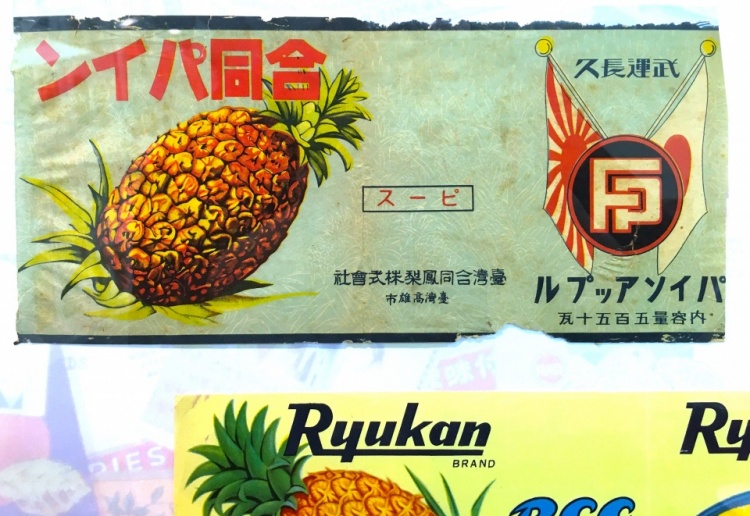 合同パイン
ピース
臺灣合同鳳梨株式會社
臺灣高雄市
武運長久
パインアップル
内容量五百五十瓦
Ryukan
BRAND
Ry